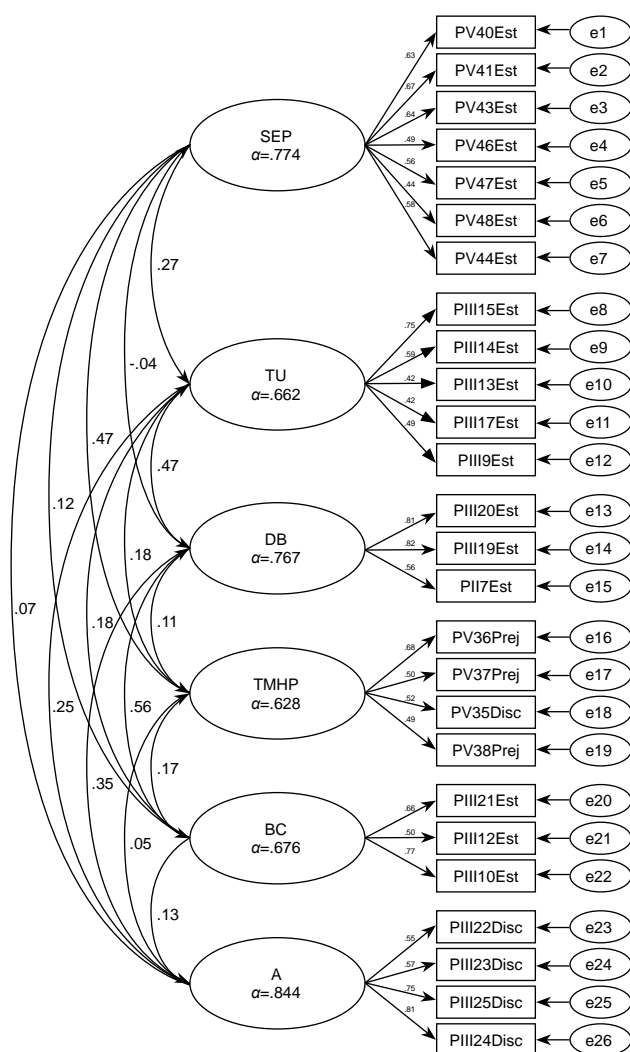 PV40Est
e1
.63
PV41Est
e2
.67
PV43Est
e3
.64
SEP
α=.774
PV46Est
e4
.49
PV47Est
e5
.56
PV48Est
e6
.44
PV44Est
e7
.58
.27
PIII15Est
e8
.75
PIII14Est
e9
.59
TU
α=.662
PIII13Est
e10
.42
PIII17Est
e11
.42
PIII9Est
e12
.49
-.04
.47
.47
.12
PIII20Est
e13
.81
DB
α=.767
PIII19Est
e14
.82
PII7Est
e15
.56
.18
.07
.18
.11
PV36Prej
e16
.68
TMHP
α=.628
PV37Prej
e17
.50
PV35Disc
e18
.52
PV38Prej
e19
.49
.25
.56
.17
.35
PIII21Est
e20
.66
BC
α=.676
PIII12Est
e21
.50
PIII10Est
e22
.77
.05
.13
PIII22Disc
e23
.55
A
α=.844
PIII23Disc
e24
.57
PIII25Disc
e25
.75
PIII24Disc
e26
.81